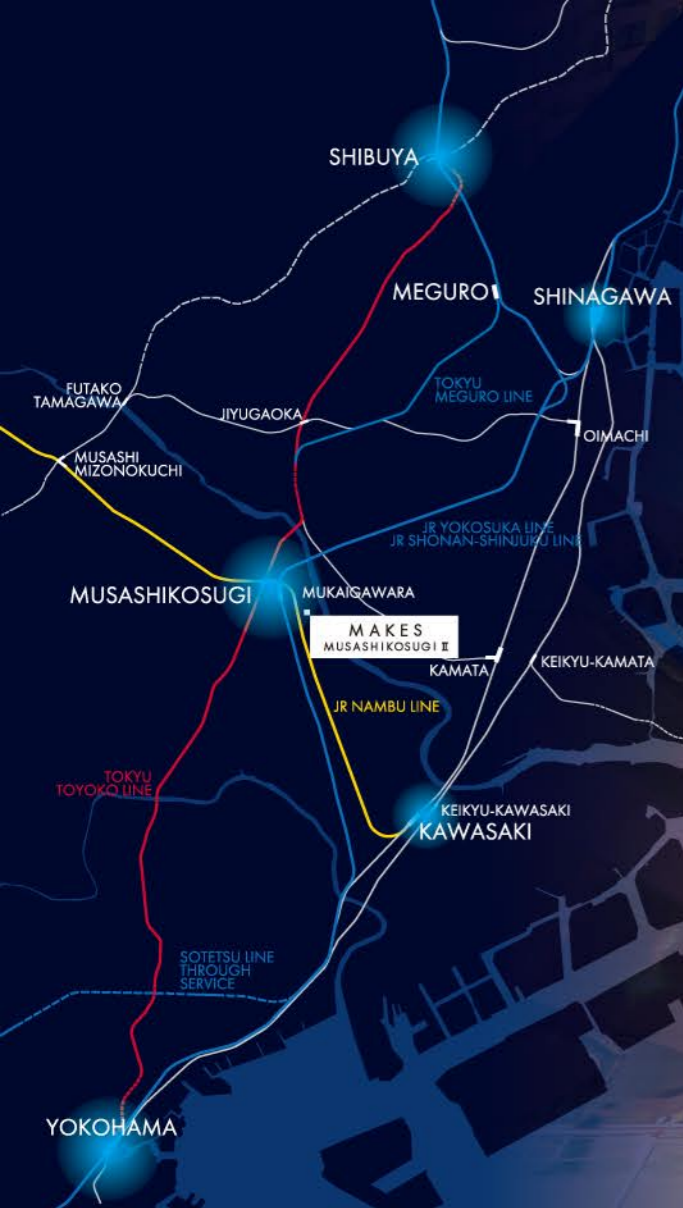 SHIBUYA
MEGURO
SHINAGAWA
FUTAKO
TAMAGAWA
JIYUGAOKA
TOKYU
MEGURO LINE
OIMACHI
MUSASHI
MIZONOKUCHI
JR YOKOSUKA LINE
JR SHONAN-SHINJUKU LINE
MUSASHIKOSUGI
MUKAIGAWARA
MAKES
MUSASHIKOSUGI Ⅱ
KAMATA
KEIKYU-KAMATA
JR NAMBU LINE
TOKYU
TOYOKO LINE
KEIKYU-KAWASAKI
KAWASAKI
SOTETSU LINE
THROUGH
SERVICE
YOKOHAMA